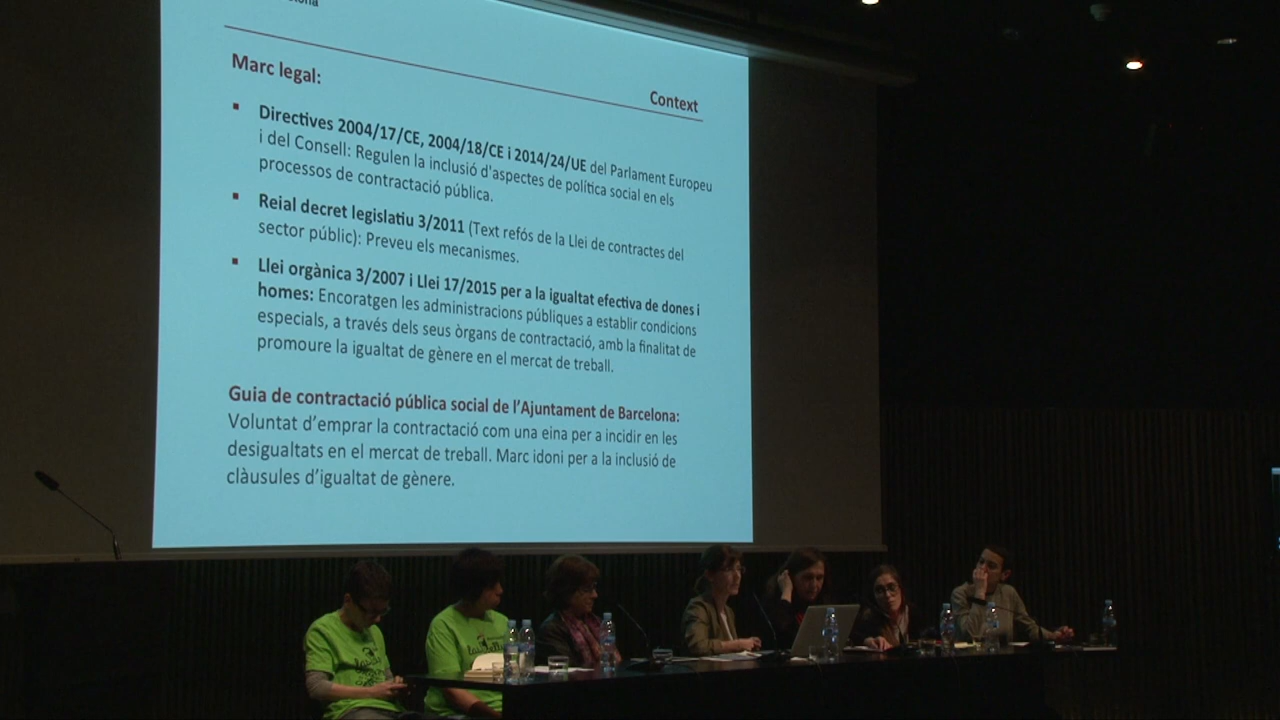 Marc legal:
Context
▪ Directives 2004/17/CE, 2004/18/CE i 2014/24/UE del Parlament Europeu
i del Consell: Regulen la inclusió d'aspectes de política social en els
processos de contractació pública.
▪ Reial decret legislatiu 3/2011 (Text refós de la Llei de contractes del
sector públic): Preveu els mecanismes.
▪ Llei orgànica 3/2007 i Llei 17/2015 per a la igualtat efectiva de dones i
homes: Encoratgen les administracions públiques a establir condicions
especials, a través dels seus òrgans de contractació, amb la finalitat de
promoure la igualtat de gènere en el mercat de treball.
Guia de contractació pública social de l'Ajuntament de Barcelona:
Voluntat d'emprar la contractació com una eina per a incidir en les
desigualtats en el mercat de treball. Marc idoni per a la inclusió de
clàusules d'igualtat de gènere.